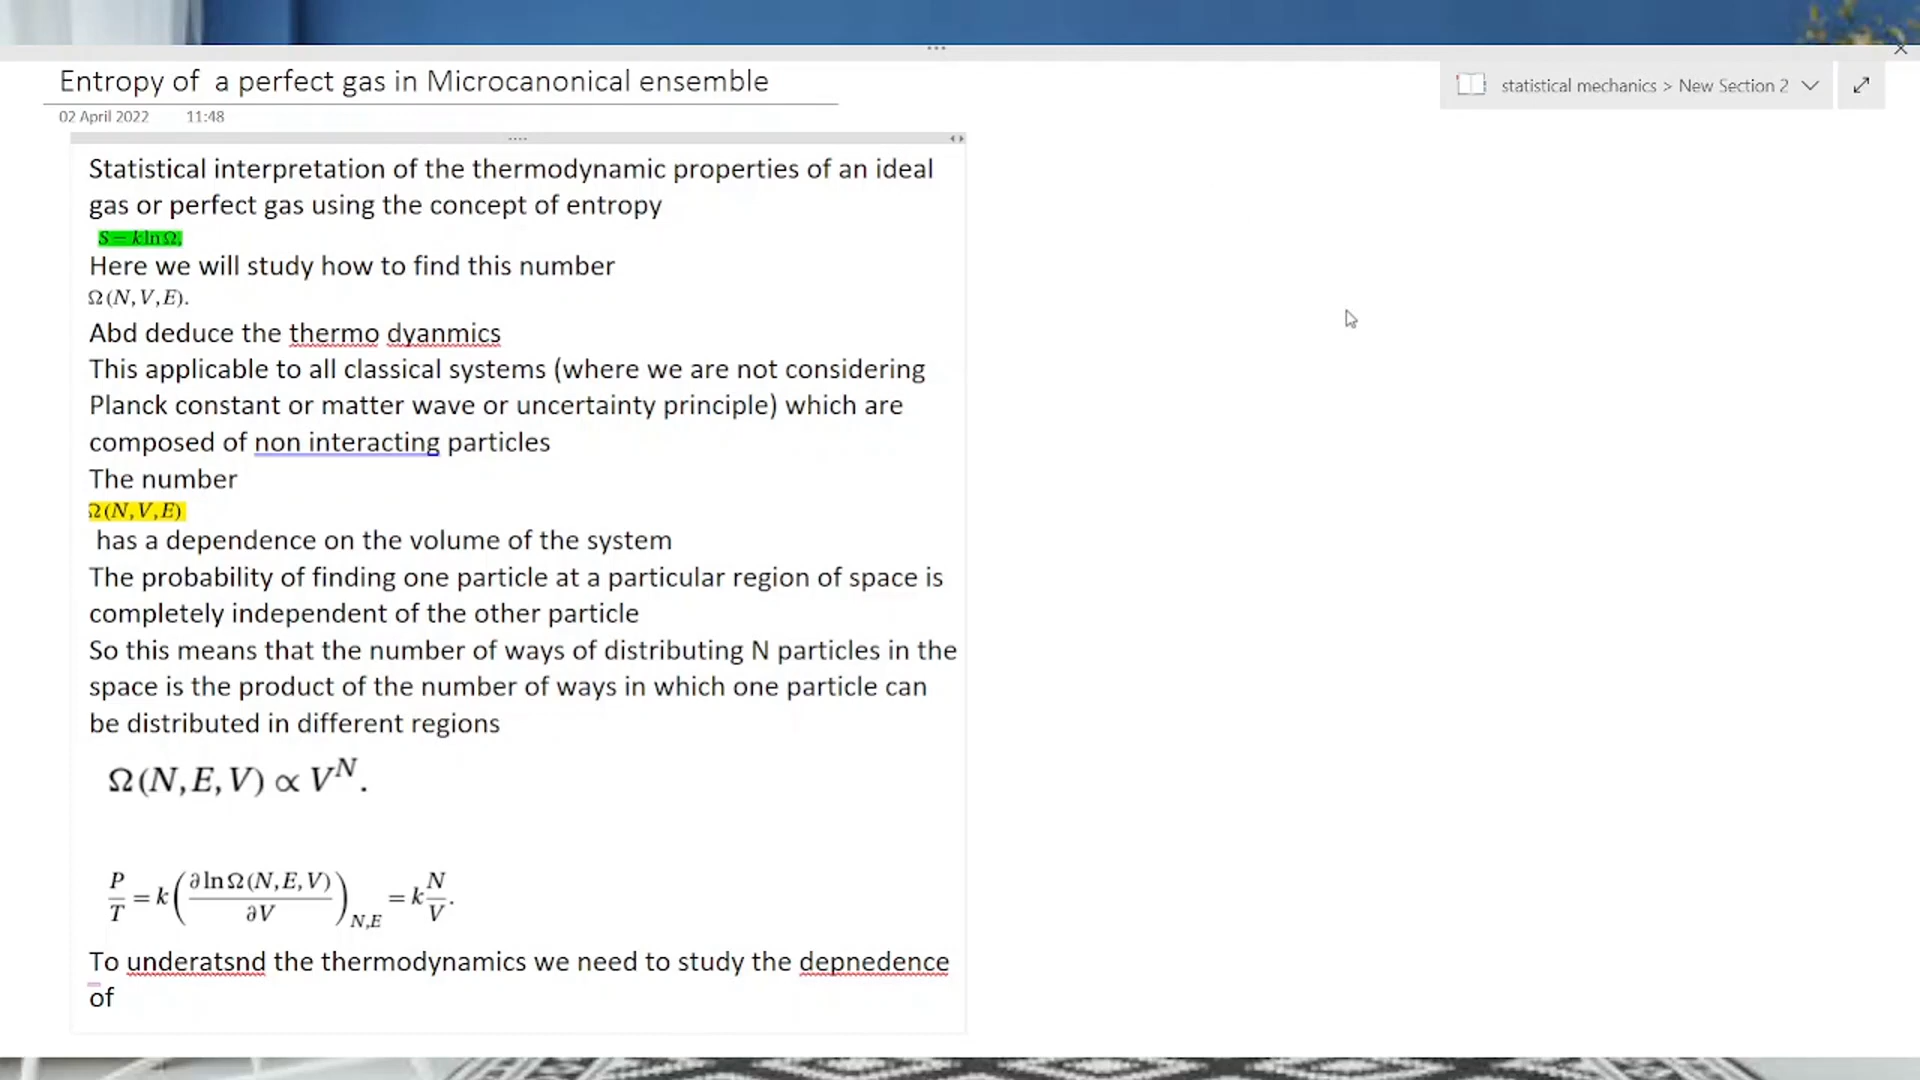 Entropy of a perfect gas in Microcanonical ensemble
statistical mechanics > New Section 2
02 April 2022 11:48
Statistical interpretation of the thermodynamic properties of an ideal
gas or perfect gas using the concept of entropy
S = k ln Ω,
Here we will study how to find this number
Ω(N, V, E).
Abd deduce the thermo dyanmics
This applicable to all classical systems (where we are not considering
Planck constant or matter wave or uncertainty principle) which are
composed of non interacting particles
The number
Ω(N, V, E)
has a dependence on the volume of the system
The probability of finding one particle at a particular region of space is
completely independent of the other particle
So this means that the number of ways of distributing N particles in the
space is the product of the number of ways in which one particle can
be distributed in different regions
Ω(N, E, V) ∝ V^N.
P/T = k(∂ ln Ω(N, E, V)/∂V)_{N,E} = k N/V.
To underatsnd the thermodynamics we need to study the depnedence
of